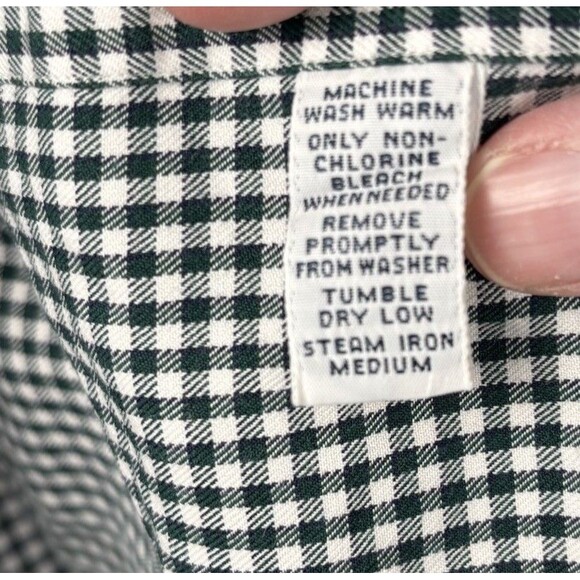 MACHINE
WASH WARM
ONLY NON-
CHLORINE
BLEACH
WHEN NEEDED
REMOVE
PROMPTLY
FROM WASHER
TUMBLE
DRY LOW
STEAM IRON
MEDIUM